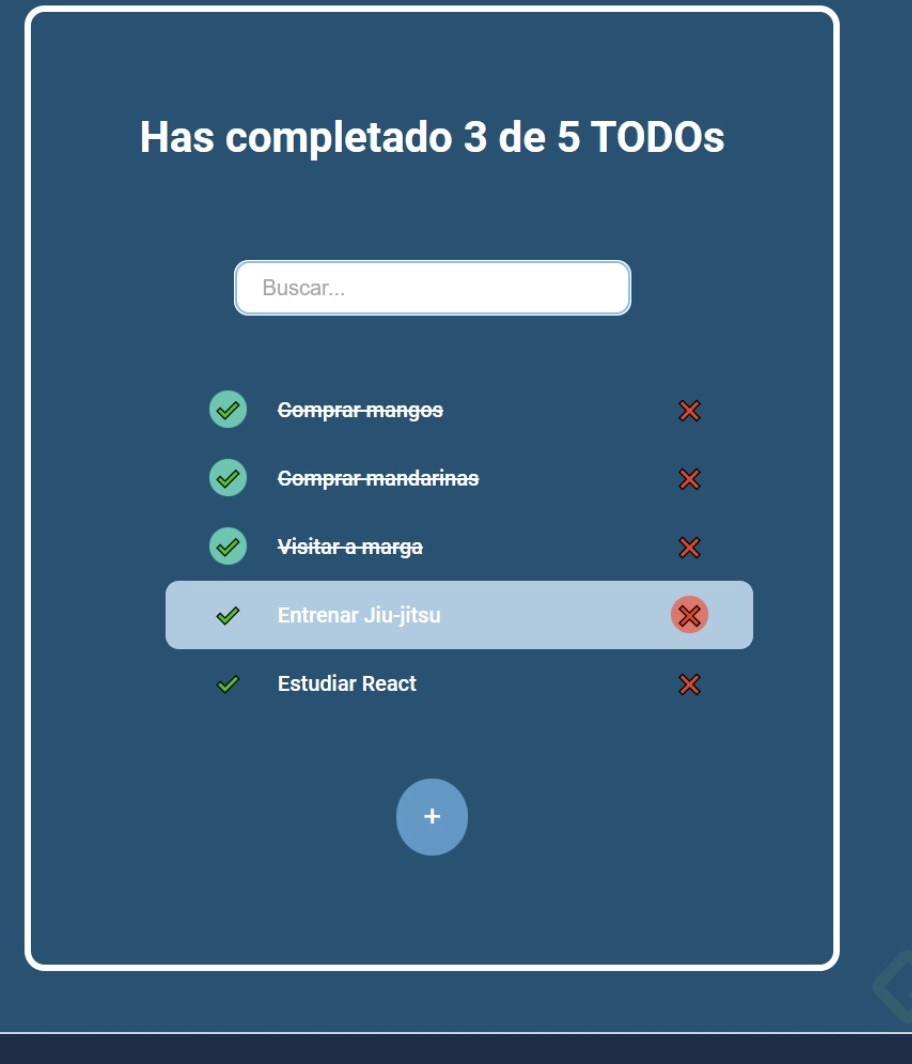 Has completado 3 de 5 TODOs
Buscar...
Comprar mangos
Comprar mandarinas
Visitar a marga
Entrenar Jiu-jitsu
Estudiar React
+